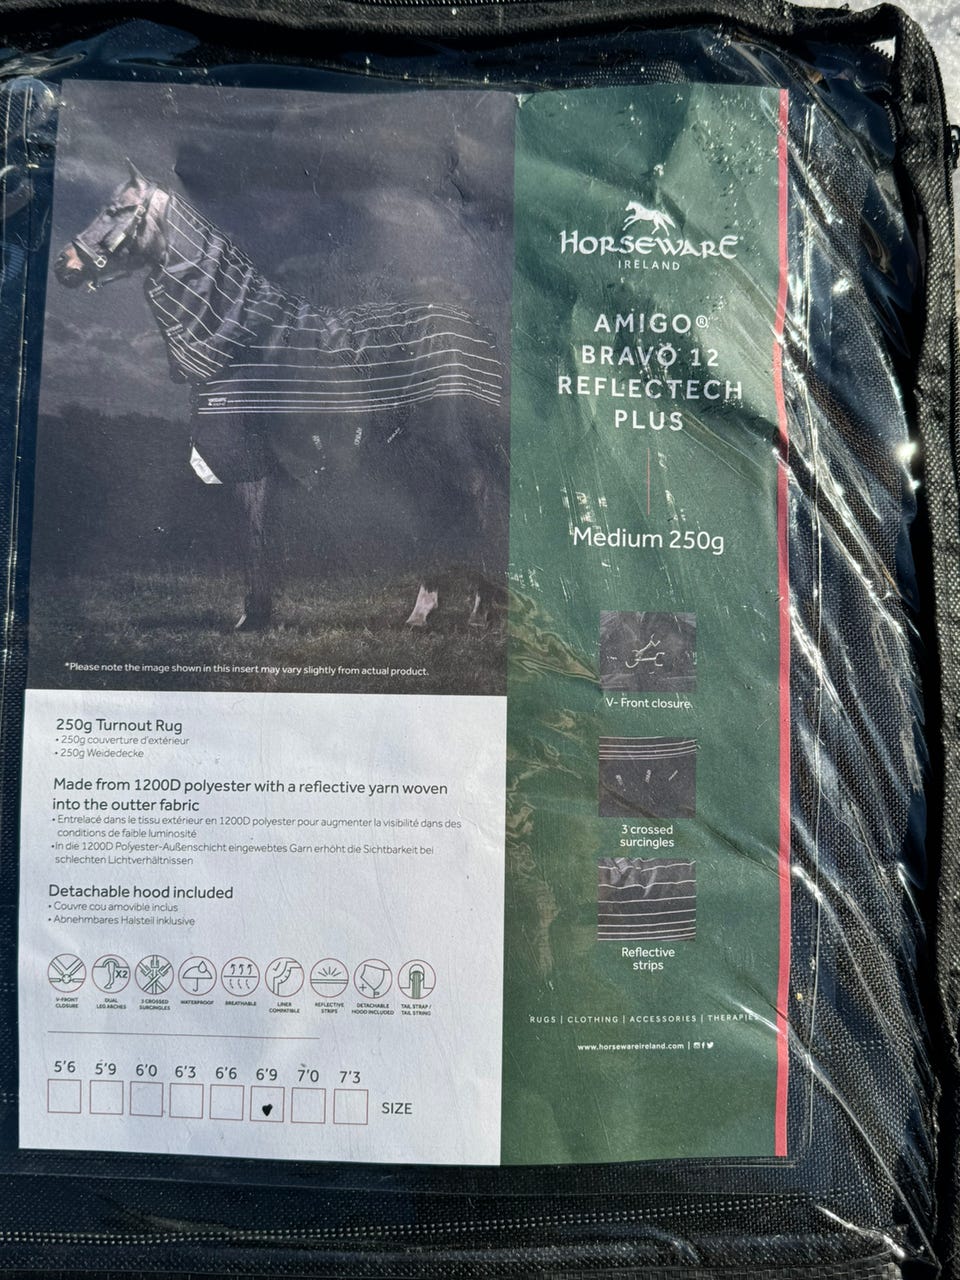 HORSEWARE
IRELAND
AMIGO®
BRAVO 12
REFLECTECH
PLUS
Medium 250g
V- Front closure
3 crossed
surcingles
Reflective
strips
RUGS | CLOTHING | ACCESSORIES | THERAPIES
www.horsewareireland.com |
*Please note the image shown in this insert may vary slightly from actual product.
250g Turnout Rug
• 250g couverture d'extérieur
• 250g Weidedecke
Made from 1200D polyester with a reflective yarn woven
into the outter fabric
• Entrelacé dans le tissu extérieur en 1200D polyester pour augmenter la visibilité dans des
conditions de faible luminosité
•In die 1200D Polyester-Außenschicht eingewebtes Garn erhöht die Sichtbarkeit bei
schlechten Lichtverhältnissen
Detachable hood included
• Couvre cou amovible inclus
• Abnehmbares Halsteil inklusive
X2
V-FRONT
CLOSURE
DUAL
LEG ARCHES
3 CROSSED
SURCINGLES
WATERPROOF
BREATHABLE
LINER
COMPATIBLE
REFLECTIVE
STRIPS
DETACHABLE
HOOD INCLUDED
TAIL STRAP /
TAIL STRING
5'6 5'9 6'0 6'3 6'6 6'9 7'0 7'3
SIZE